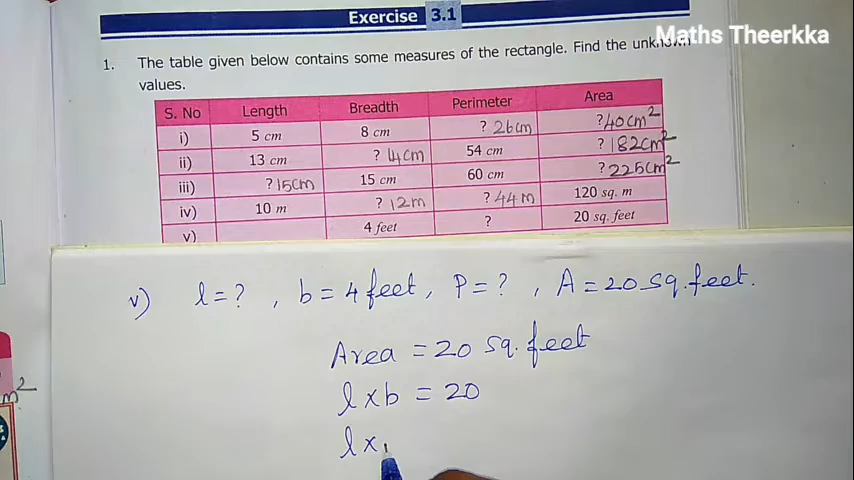 Exercise 3.1
Maths Theerkka
1. The table given below contains some measures of the rectangle. Find the unknown
values.
S. No Length Breadth Perimeter Area
i) 5 cm 8 cm ? 26cm ? 40cm²
ii) 13 cm ? 14cm 54 cm ? 182cm²
iii) ? 15cm 15 cm 60 cm ? 225cm²
iv) 10 m ? 12m ? 44m 120 sq. m
v) 4 feet ? 20 sq. feet
v) l = ? , b = 4 feet, P = ? , A = 20 sq. feet.
Area = 20 sq. feet
l × b = 20
l ×
m²